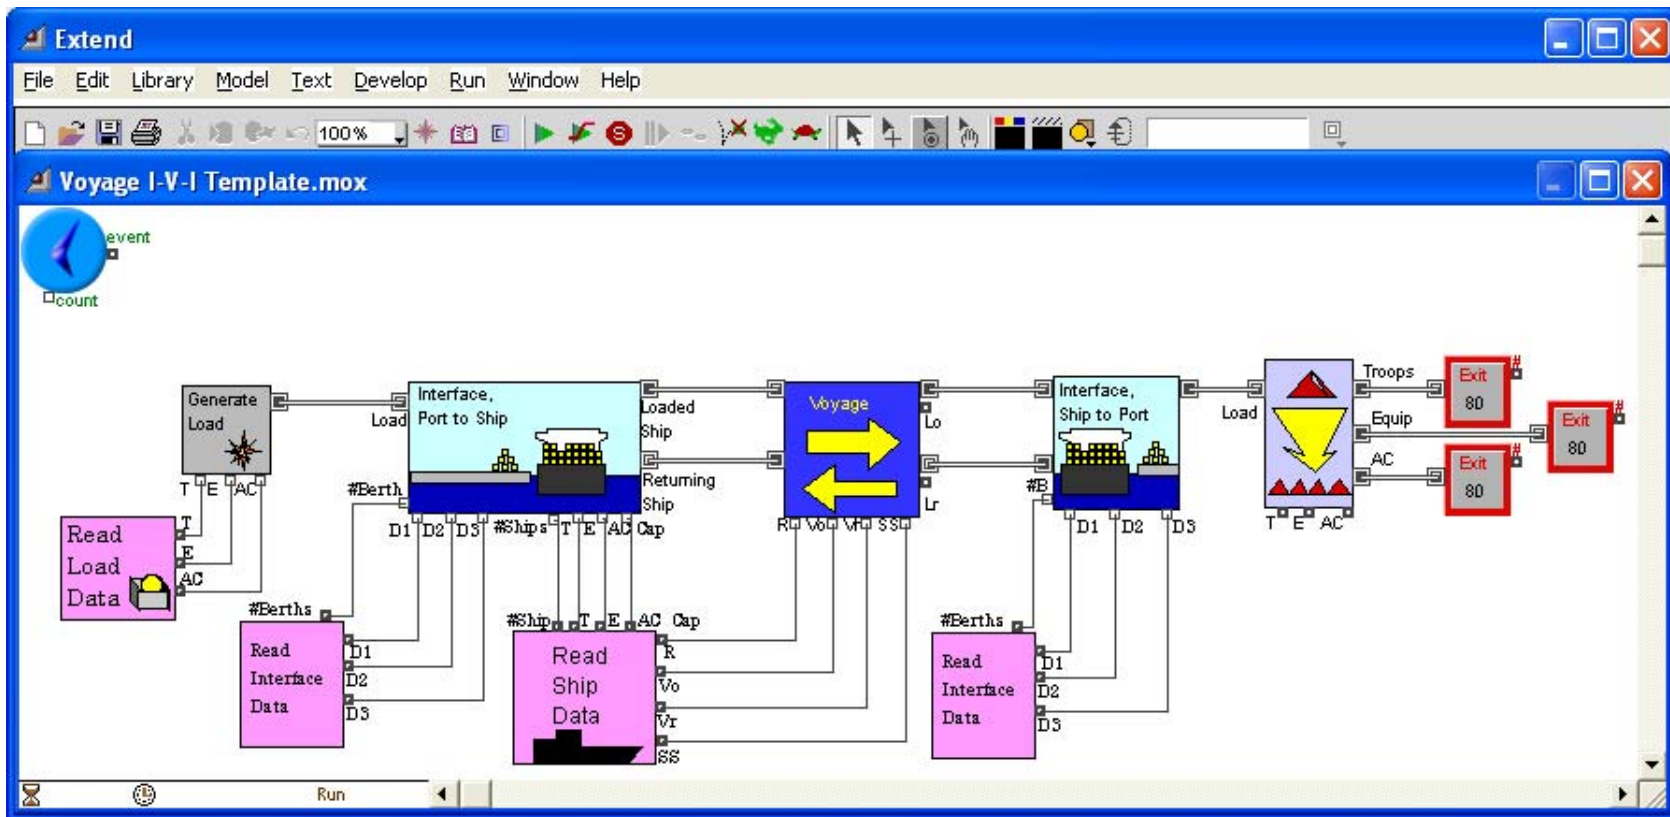 Extend
File Edit Library Model Text Develop Run Window Help
100%
S
Voyage I-V-I Template.mox
event
count
Generate
Load
T E AC
Read
Load
Data
T
E
AC
Load
Interface,
Port to Ship
Loaded
Ship
Returning
Ship
#Berth
D1 D2 D3 #Ships T E AC Cap
#Berths
Read
Interface
Data
D1
D2
D3
#Ship T E AC Cap
Read
Ship
Data
R
Vo
Vr
SS
Voyage
Lo
Lr
R Vo Vr SS
Interface,
Ship to Port
#B
D1 D2 D3
#Berths
Read
Interface
Data
D1
D2
D3
Load
Troops
Equip
AC
T E AC
Exit
80
#
Exit
80
#
Exit
80
#
Run